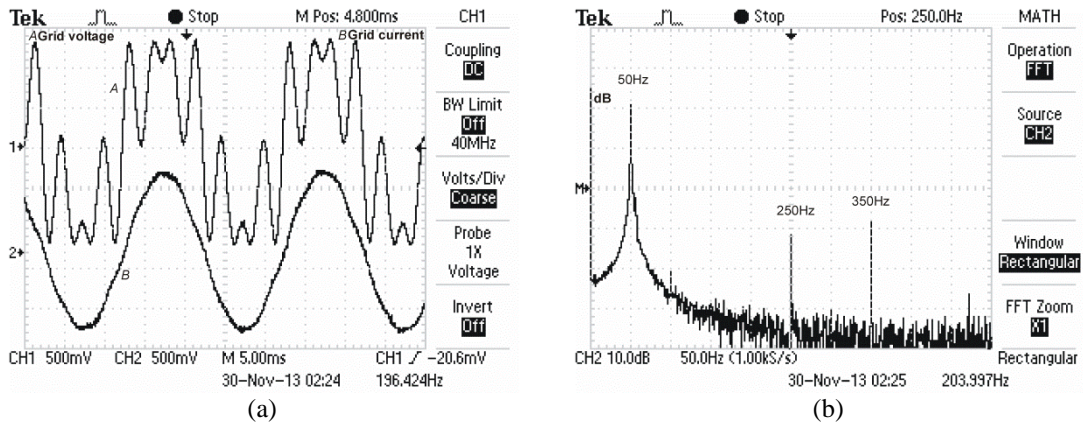 Tek Stop M Pos: 4.800ms CH1
A Grid voltage B Grid current
Coupling
DC
A
BW Limit
Off
40MHz
1
Volts/Div
Coarse
Probe
1X
Voltage
2
B
Invert
Off
CH1 500mV CH2 500mV M 5.00ms CH1 / -20.6mV
30-Nov-13 02:24 196.424Hz
(a)
Tek Stop Pos: 250.0Hz MATH
Operation
FFT
50Hz
dB
Source
CH2
M
250Hz 350Hz
Window
Rectangular
FFT Zoom
X1
CH2 10.0dB 50.0Hz (1.00kS/s) Rectangular
30-Nov-13 02:25 203.997Hz
(b)